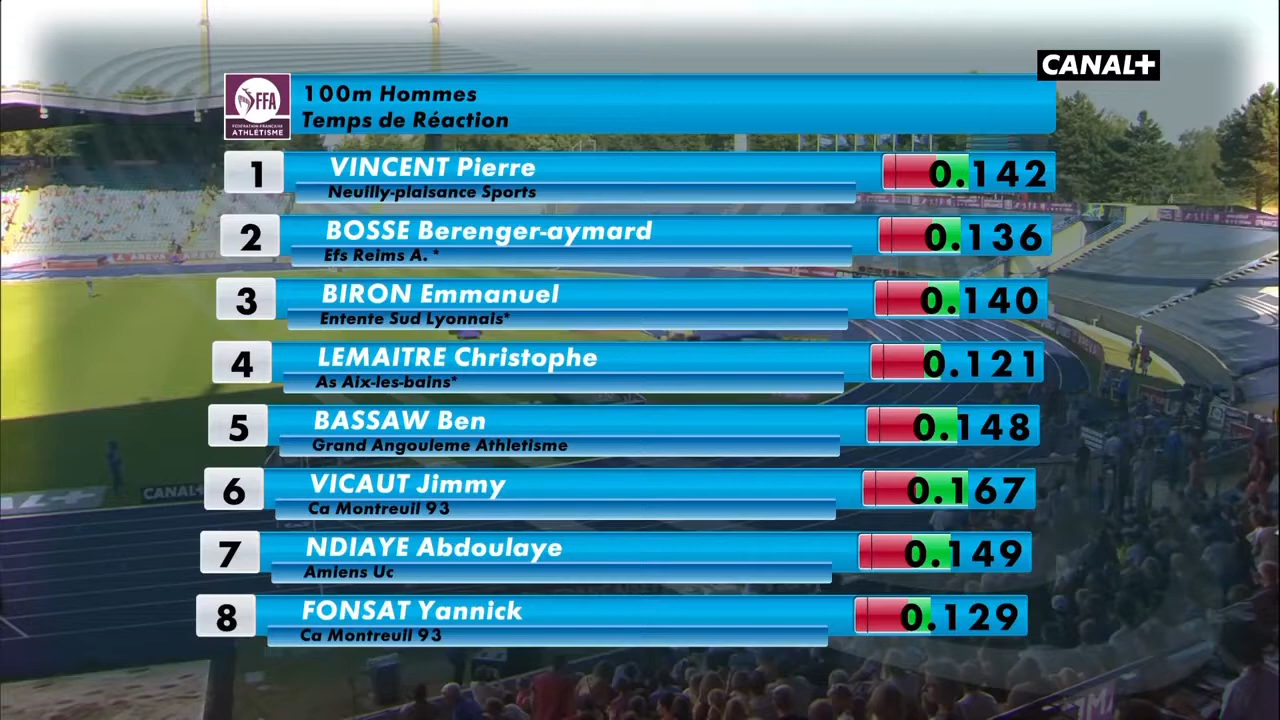 CANAL+
FFA
FÉDÉRATION FRANÇAISE
ATHLÉTISME
100m Hommes
Temps de Réaction
1 VINCENT Pierre 0.142
Neuilly-plaisance Sports
2 BOSSE Berenger-aymard 0.136
Efs Reims A. *
3 BIRON Emmanuel 0.140
Entente Sud Lyonnais*
4 LEMAITRE Christophe 0.121
As Aix-les-bains*
5 BASSAW Ben 0.148
Grand Angouleme Athletisme
6 VICAUT Jimmy 0.167
Ca Montreuil 93
7 NDIAYE Abdoulaye 0.149
Amiens Uc
8 FONSAT Yannick 0.129
Ca Montreuil 93
CANAL+